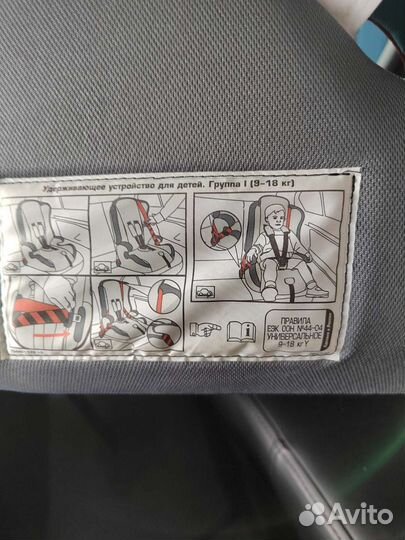 Удерживающее устройство для детей. Группа I (9-18 кг)
ПРАВИЛА
ЕЭК ООН №44-04
УНИВЕРСАЛЬНОЕ
9-18 кг Y
Avito